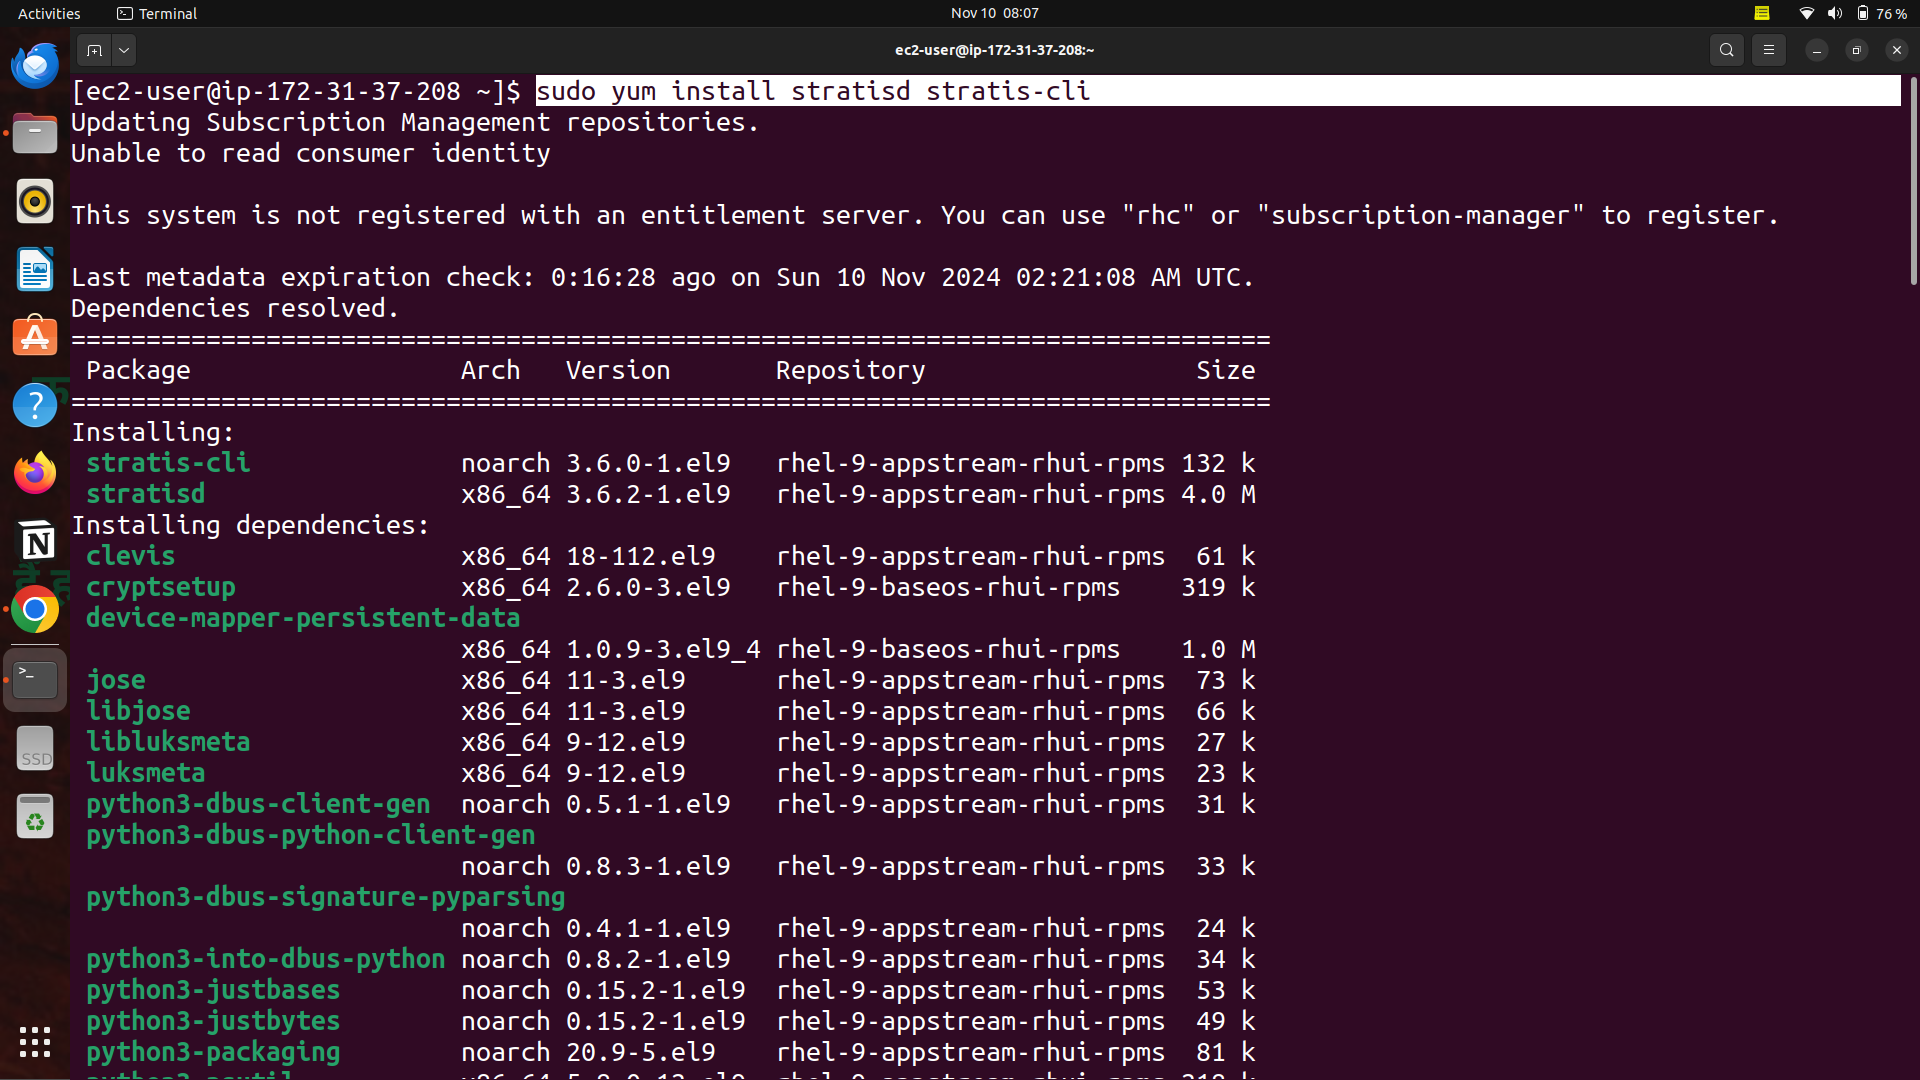 Activities
Terminal
Nov 10 08:07
76 %
ec2-user@ip-172-31-37-208:~
[ec2-user@ip-172-31-37-208 ~]$ sudo yum install stratisd stratis-cli
Updating Subscription Management repositories.
Unable to read consumer identity
This system is not registered with an entitlement server. You can use "rhc" or "subscription-manager" to register.
Last metadata expiration check: 0:16:28 ago on Sun 10 Nov 2024 02:21:08 AM UTC.
Dependencies resolved.
================================================================================
Package Arch Version Repository Size
================================================================================
Installing:
stratis-cli noarch 3.6.0-1.el9 rhel-9-appstream-rhui-rpms 132 k
stratisd x86_64 3.6.2-1.el9 rhel-9-appstream-rhui-rpms 4.0 M
Installing dependencies:
clevis x86_64 18-112.el9 rhel-9-appstream-rhui-rpms 61 k
cryptsetup x86_64 2.6.0-3.el9 rhel-9-baseos-rhui-rpms 319 k
device-mapper-persistent-data
x86_64 1.0.9-3.el9_4 rhel-9-baseos-rhui-rpms 1.0 M
jose x86_64 11-3.el9 rhel-9-appstream-rhui-rpms 73 k
libjose x86_64 11-3.el9 rhel-9-appstream-rhui-rpms 66 k
libluksmeta x86_64 9-12.el9 rhel-9-appstream-rhui-rpms 27 k
luksmeta x86_64 9-12.el9 rhel-9-appstream-rhui-rpms 23 k
python3-dbus-client-gen noarch 0.5.1-1.el9 rhel-9-appstream-rhui-rpms 31 k
python3-dbus-python-client-gen
noarch 0.8.3-1.el9 rhel-9-appstream-rhui-rpms 33 k
python3-dbus-signature-pyparsing
noarch 0.4.1-1.el9 rhel-9-appstream-rhui-rpms 24 k
python3-into-dbus-python noarch 0.8.2-1.el9 rhel-9-appstream-rhui-rpms 34 k
python3-justbases noarch 0.15.2-1.el9 rhel-9-appstream-rhui-rpms 53 k
python3-justbytes noarch 0.15.2-1.el9 rhel-9-appstream-rhui-rpms 49 k
python3-packaging noarch 20.9-5.el9 rhel-9-appstream-rhui-rpms 81 k
SSD